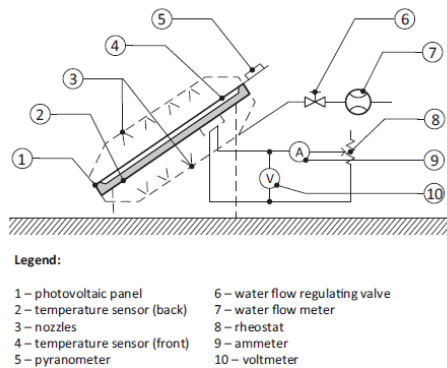 5
6
4
7
3
2
8
1
A
9
V
10
Legend:
1 – photovoltaic panel
2 – temperature sensor (back)
3 – nozzles
4 – temperature sensor (front)
5 – pyranometer
6 – water flow regulating valve
7 – water flow meter
8 – rheostat
9 – ammeter
10 – voltmeter